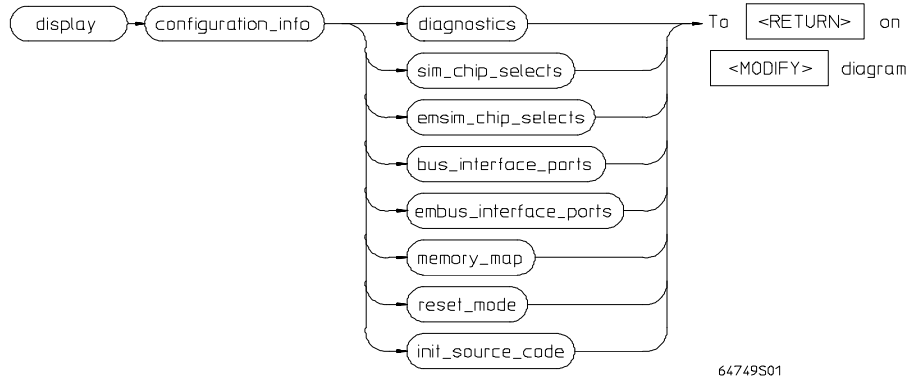 display configuration_info diagnostics To <RETURN> on
sim_chip_selects <MODIFY> diagram
emsim_chip_selects
bus_interface_ports
embus_interface_ports
memory_map
reset_mode
init_source_code
64749S01